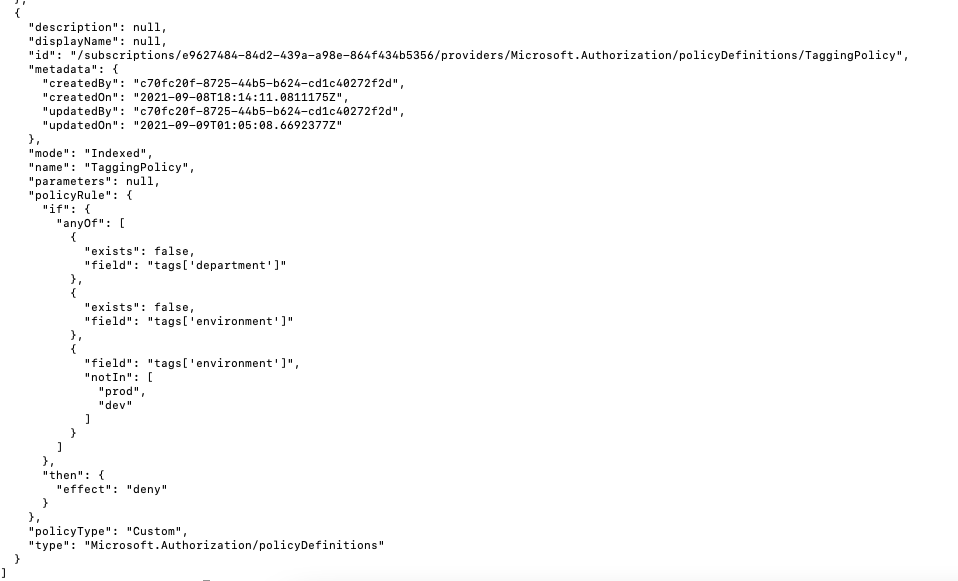 },
  {
    "description": null,
    "displayName": null,
    "id": "/subscriptions/e9627484-84d2-439a-a98e-864f434b5356/providers/Microsoft.Authorization/policyDefinitions/TaggingPolicy",
    "metadata": {
      "createdBy": "c70fc20f-8725-44b5-b624-cd1c40272f2d",
      "createdOn": "2021-09-08T18:14:11.0811175Z",
      "updatedBy": "c70fc20f-8725-44b5-b624-cd1c40272f2d",
      "updatedOn": "2021-09-09T01:05:08.6692377Z"
    },
    "mode": "Indexed",
    "name": "TaggingPolicy",
    "parameters": null,
    "policyRule": {
      "if": {
        "anyOf": [
          {
            "exists": false,
            "field": "tags['department']"
          },
          {
            "exists": false,
            "field": "tags['environment']"
          },
          {
            "field": "tags['environment']",
            "notIn": [
              "prod",
              "dev"
            ]
          }
        ]
      },
      "then": {
        "effect": "deny"
      }
    },
    "policyType": "Custom",
    "type": "Microsoft.Authorization/policyDefinitions"
  }
]